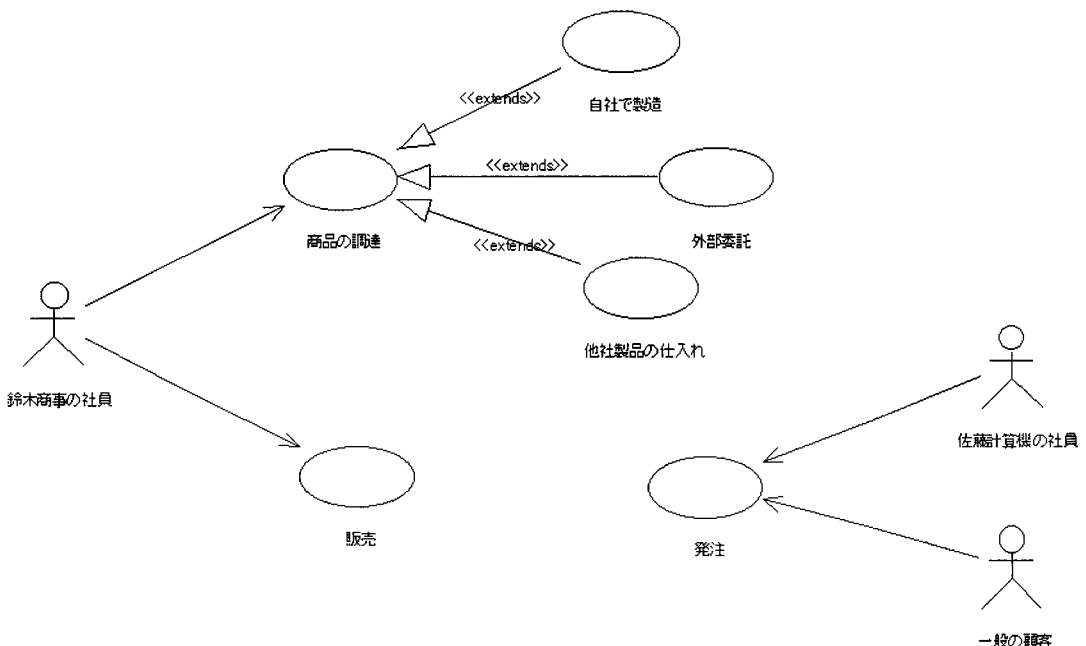 <<extends>>
自社で製造
<<extends>>
商品の調達
外部委託
<<extends>>
他社製品の仕入れ
鈴木商事の社員
佐藤計算機の社員
販売
発注
一般の顧客